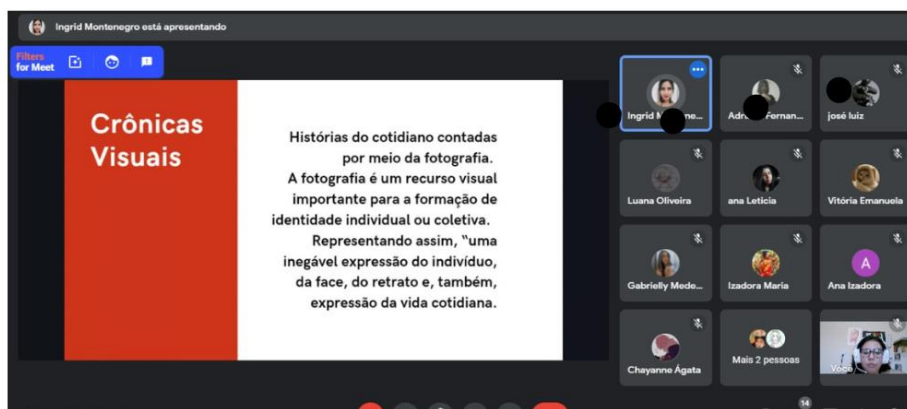 Ingrid Montenegro está apresentando
Filters
for Meet
Crônicas
Visuais
Histórias do cotidiano contadas
por meio da fotografia.
A fotografia é um recurso visual
importante para a formação de
identidade individual ou coletiva.
Representando assim, “uma
inegável expressão do indivíduo,
da face, do retrato e, também,
expressão da vida cotidiana.
Ingrid
Fernan...
josé luiz
Luana Oliveira
ana Leticia
Vitória Emanuela
Gabrielly Mede...
Izadora Maria
A
Ana Izadora
Chayanne Ágata
Mais 2 pessoas
Você
14